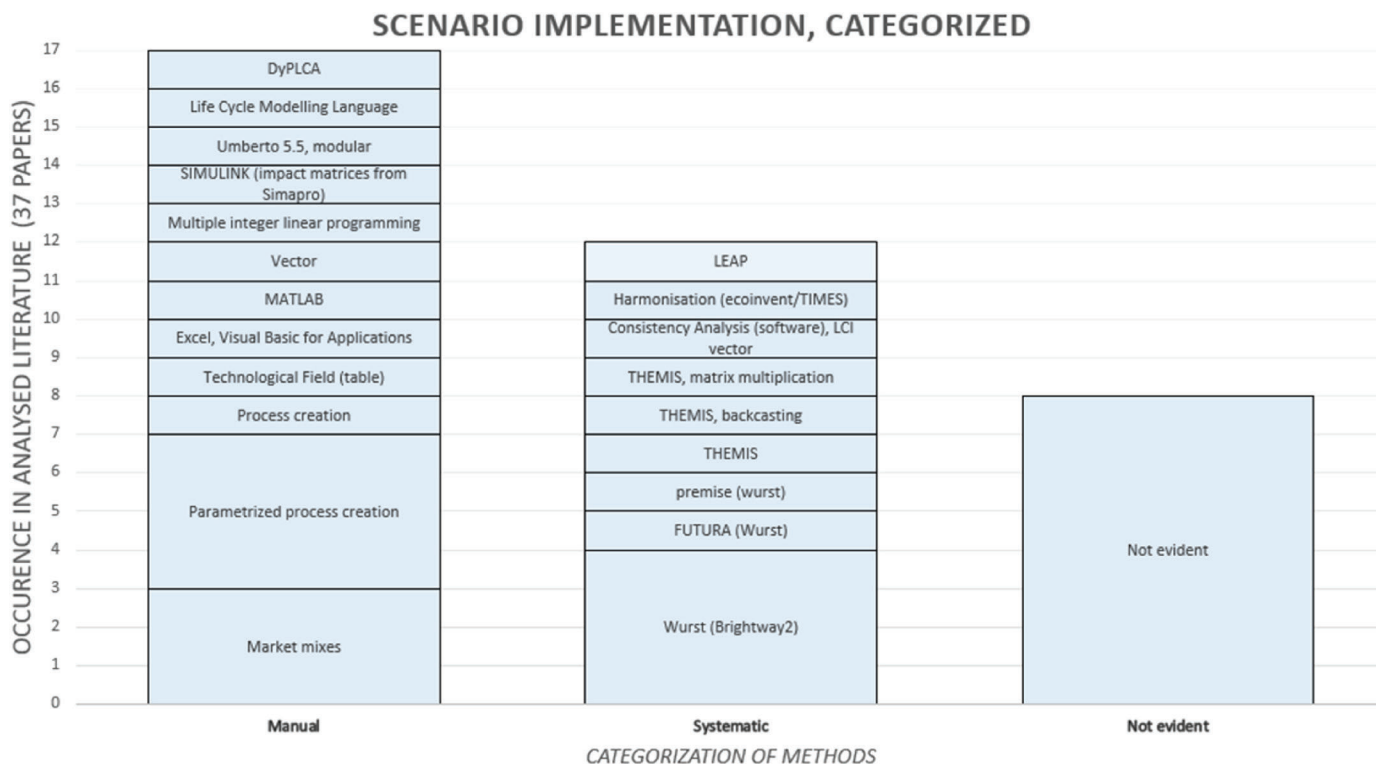 SCENARIO IMPLEMENTATION, CATEGORIZED
OCCURENCE IN ANALYSED LITERATURE (37 PAPERS)
17
16
15
14
13
12
11
10
9
8
7
6
5
4
3
2
1
0
DyPLCA
Life Cycle Modelling Language
Umberto 5.5, modular
SIMULINK (impact matrices from
Simapro)
Multiple integer linear programming
Vector
MATLAB
Excel, Visual Basic for Applications
Technological Field (table)
Process creation
Parametrized process creation
Market mixes
LEAP
Harmonisation (ecoinvent/TIMES)
Consistency Analysis (software), LCI
vector
THEMIS, matrix multiplication
THEMIS, backcasting
THEMIS
premise (wurst)
FUTURA (Wurst)
Wurst (Brightway2)
Not evident
Manual
Systematic
Not evident
CATEGORIZATION OF METHODS